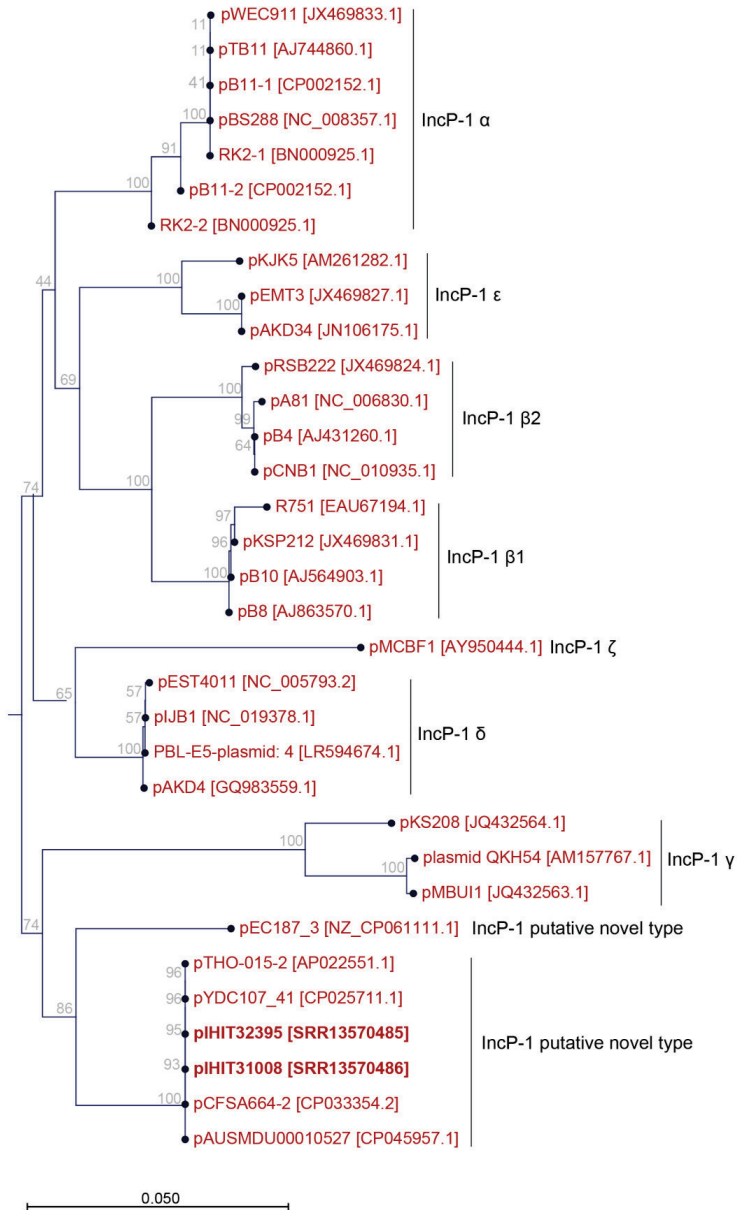 11
pWEC911 [JX469833.1]
11
pTB11 [AJ744860.1]
41
pB11-1 [CP002152.1]
100
pBS288 [NC_008357.1]
IncP-1 α
91
RK2-1 [BN000925.1]
100
pB11-2 [CP002152.1]
RK2-2 [BN000925.1]
44
100
pKJK5 [AM261282.1]
100
pEMT3 [JX469827.1]
IncP-1 ε
pAKD34 [JN106175.1]
69
100
pRSB222 [JX469824.1]
99
pA81 [NC_006830.1]
64
pB4 [AJ431260.1]
IncP-1 β2
pCNB1 [NC_010935.1]
100
97
R751 [EAU67194.1]
96
pKSP212 [JX469831.1]
IncP-1 β1
100
pB10 [AJ564903.1]
pB8 [AJ863570.1]
74
pMCBF1 [AY950444.1] IncP-1 ζ
65
57
pEST4011 [NC_005793.2]
57
pIJB1 [NC_019378.1]
IncP-1 δ
100
PBL-E5-plasmid: 4 [LR594674.1]
pAKD4 [GQ983559.1]
100
pKS208 [JQ432564.1]
100
plasmid QKH54 [AM157767.1]
IncP-1 γ
pMBUI1 [JQ432563.1]
74
pEC187_3 [NZ_CP061111.1] IncP-1 putative novel type
86
96
pTHO-015-2 [AP022551.1]
96
pYDC107_41 [CP025711.1]
95
pIHIT32395 [SRR13570485]
IncP-1 putative novel type
93
pIHIT31008 [SRR13570486]
100
pCFSA664-2 [CP033354.2]
pAUSMDU00010527 [CP045957.1]
0.050